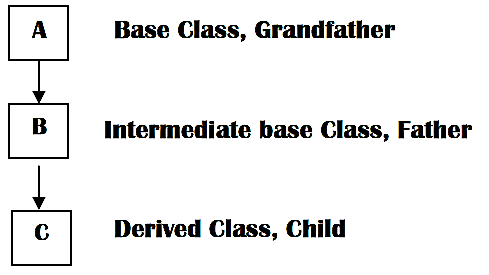 A Base Class, Grandfather
B Intermediate base Class, Father
C Derived Class, Child